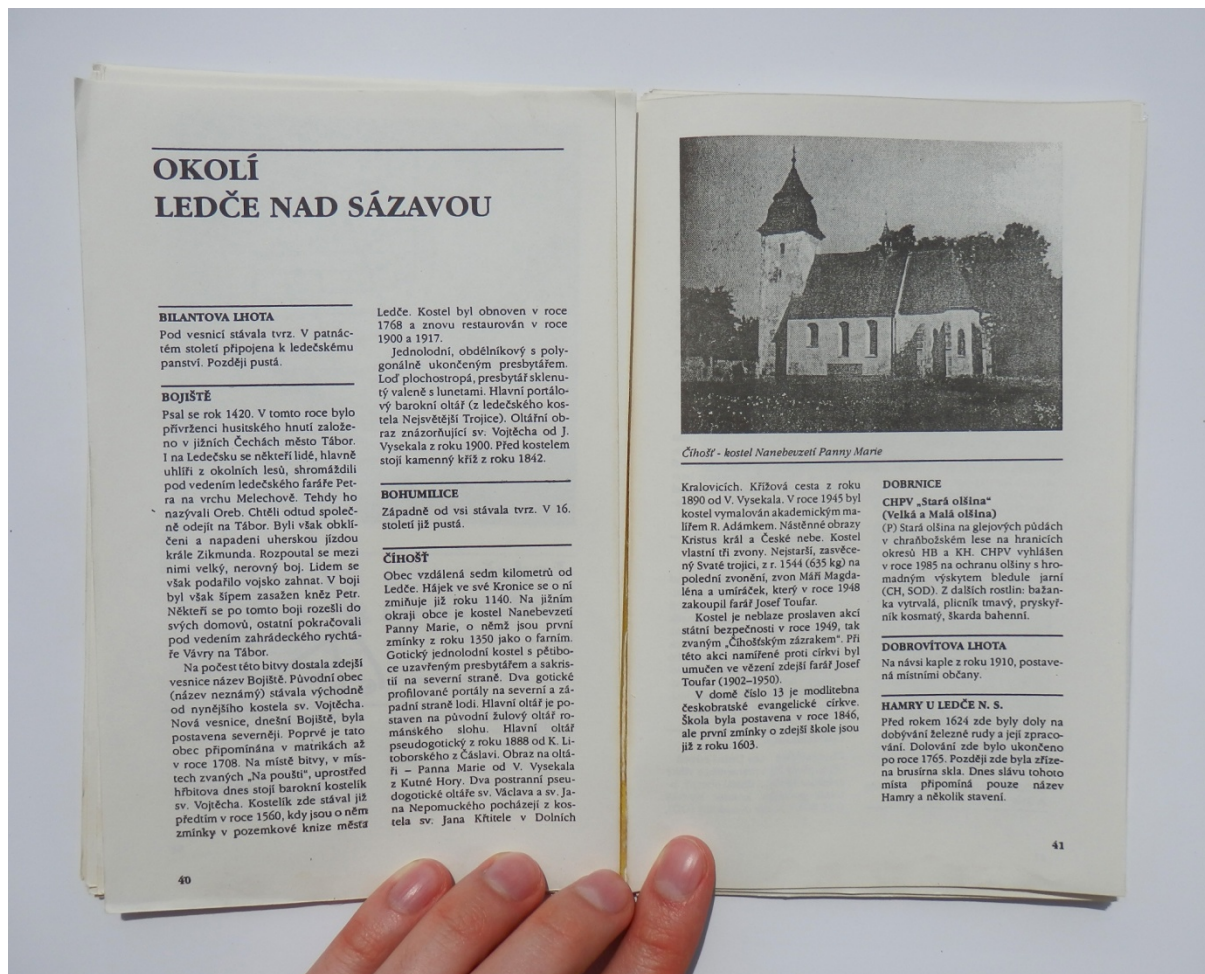 OKOLÍ
LEDČE NAD SÁZAVOU
BILANTOVA LHOTA
Pod vesnicí stávala tvrz. V patnác-
tém století připojena k ledečskému
panství. Později pustá.
BOJIŠTĚ
Psal se rok 1420. V tomto roce bylo
přívrženci husitského hnutí založe-
no v jižních Čechách město Tábor.
I na Ledečsku se někteří lidé, hlavně
uhlíři z okolních lesů, shromáždili
pod vedením ledečského faráře Pet-
ra na vrchu Melechově. Tehdy ho
nazývali Oreb. Chtěli odtud společ-
ně odejít na Tábor. Byli však obklí-
čeni a napadeni uherskou jízdou
krále Zikmunda. Rozpoutal se mezi
nimi velký, nerovný boj. Lidem se
však podařilo vojsko zahnat. V boji
byl však šípem zasažen kněz Petr.
Někteří se po tomto boji rozešli do
svých domovů, ostatní pokračovali
pod vedením zahrádeckého rychtá-
ře Vávry na Tábor.
Na počest této bitvy dostala zdejší
vesnice název Bojiště. Původní obec
(název neznámý) stávala východně
od nynějšího kostela sv. Vojtěcha.
Nová vesnice, dnešní Bojiště, byla
postavena severněji. Poprvé je tato
obec připomínána v matrikách až
v roce 1708. Na místě bitvy, v mís-
tech zvaných „Na poušti“, uprostřed
hřbitova dnes stojí barokní kostelík
sv. Vojtěcha. Kostelík zde stával již
předtím v roce 1560, kdy jsou o něm
zmínky v pozemkové knize města
Ledče. Kostel byl obnoven v roce
1768 a znovu restaurován v roce
1900 a 1917.
Jednolodní, obdélníkový s poly-
gonálně ukončeným presbytářem.
Loď plochostropá, presbytář sklenu-
tý valeně s lunetami. Hlavní portálo-
vý barokní oltář (z ledečského kos-
tela Nejsvětější Trojice). Oltářní ob-
raz znázorňující sv. Vojtěcha od J.
Vysekala z roku 1900. Před kostelem
stojí kamenný kříž z roku 1842.
BOHUMILICE
Západně od vsi stávala tvrz. V 16.
století již pustá.
ČÍHOŠŤ
Obec vzdálená sedm kilometrů od
Ledče. Hájek ve své Kronice se o ní
zmiňuje již roku 1140. Na jižním
okraji obce je kostel Nanebevzetí
Panny Marie, o němž jsou první
zmínky z roku 1350 jako o farním.
Gotický jednolodní kostel s pětibo-
ce uzavřeným presbytářem a sakris-
tií na severní straně. Dva gotické
profilované portály na severní a zá-
padní straně lodi. Hlavní oltář je po-
staven na původní žulový oltář ro-
mánského slohu. Hlavní oltář
pseudogotický z roku 1888 od K. Li-
toborského z Čáslavi. Obraz na oltá-
ři – Panna Marie od V. Vysekala
z Kutné Hory. Dva postranní pseu-
dogotické oltáře sv. Václava a sv. Ja-
na Nepomuckého pocházejí z kos-
tela sv. Jana Křtitele v Dolních
40
Číhošť - kostel Nanebevzetí Panny Marie
Kralovicích. Křížová cesta z roku
1890 od V. Vysekala. V roce 1945 byl
kostel vymalován akademickým ma-
lířem R. Adámkem. Nástěnné obrazy
Kristus král a České nebe. Kostel
vlastní tři zvony. Nejstarší, zasvěce-
ný Svaté trojici, z r. 1544 (635 kg) na
polední zvonění, zvon Máří Magda-
léna a umíráček, který v roce 1948
zakoupil farář Josef Toufar.
Kostel je neblaze proslaven akcí
státní bezpečnosti v roce 1949, tak
zvaným „Číhošťským zázrakem“. Při
této akci namířené proti církvi byl
umučen ve vězení zdejší farář Josef
Toufar (1902–1950).
V domě číslo 13 je modlitebna
českobratské evangelické církve.
Škola byla postavena v roce 1846,
ale první zmínky o zdejší škole jsou
již z roku 1603.
DOBRNICE
CHPV „Stará olšina“
(Velká a Malá olšina)
(P) Stará olšina na glejových půdách
v chraňbožském lese na hranicích
okresů HB a KH. CHPV vyhlášen
v roce 1985 na ochranu olšiny s hro-
madným výskytem bledule jarní
(CH, SOD). Z dalších rostlin: bažan-
ka vytrvalá, plicník tmavý, pryskyř-
ník kosmatý, škarda bahenní.
DOBROVÍTOVA LHOTA
Na návsi kaple z roku 1910, postave-
ná místními občany.
HAMRY U LEDČE N. S.
Před rokem 1624 zde byly doly na
dobývání železné rudy a její zpraco-
vání. Dolování zde bylo ukončeno
po roce 1765. Později zde byla zříze-
na brusírna skla. Dnes slávu tohoto
místa připomíná pouze název
Hamry a několik stavení.
41